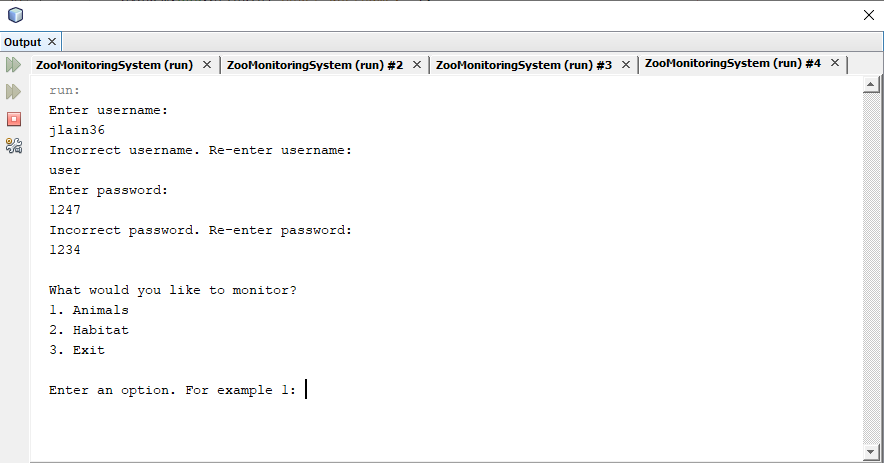 Output
ZooMonitoringSystem (run) ZooMonitoringSystem (run) #2 ZooMonitoringSystem (run) #3 ZooMonitoringSystem (run) #4
run:
Enter username:
jlain36
Incorrect username. Re-enter username:
user
Enter password:
1247
Incorrect password. Re-enter password:
1234
What would you like to monitor?
1. Animals
2. Habitat
3. Exit
Enter an option. For example 1: